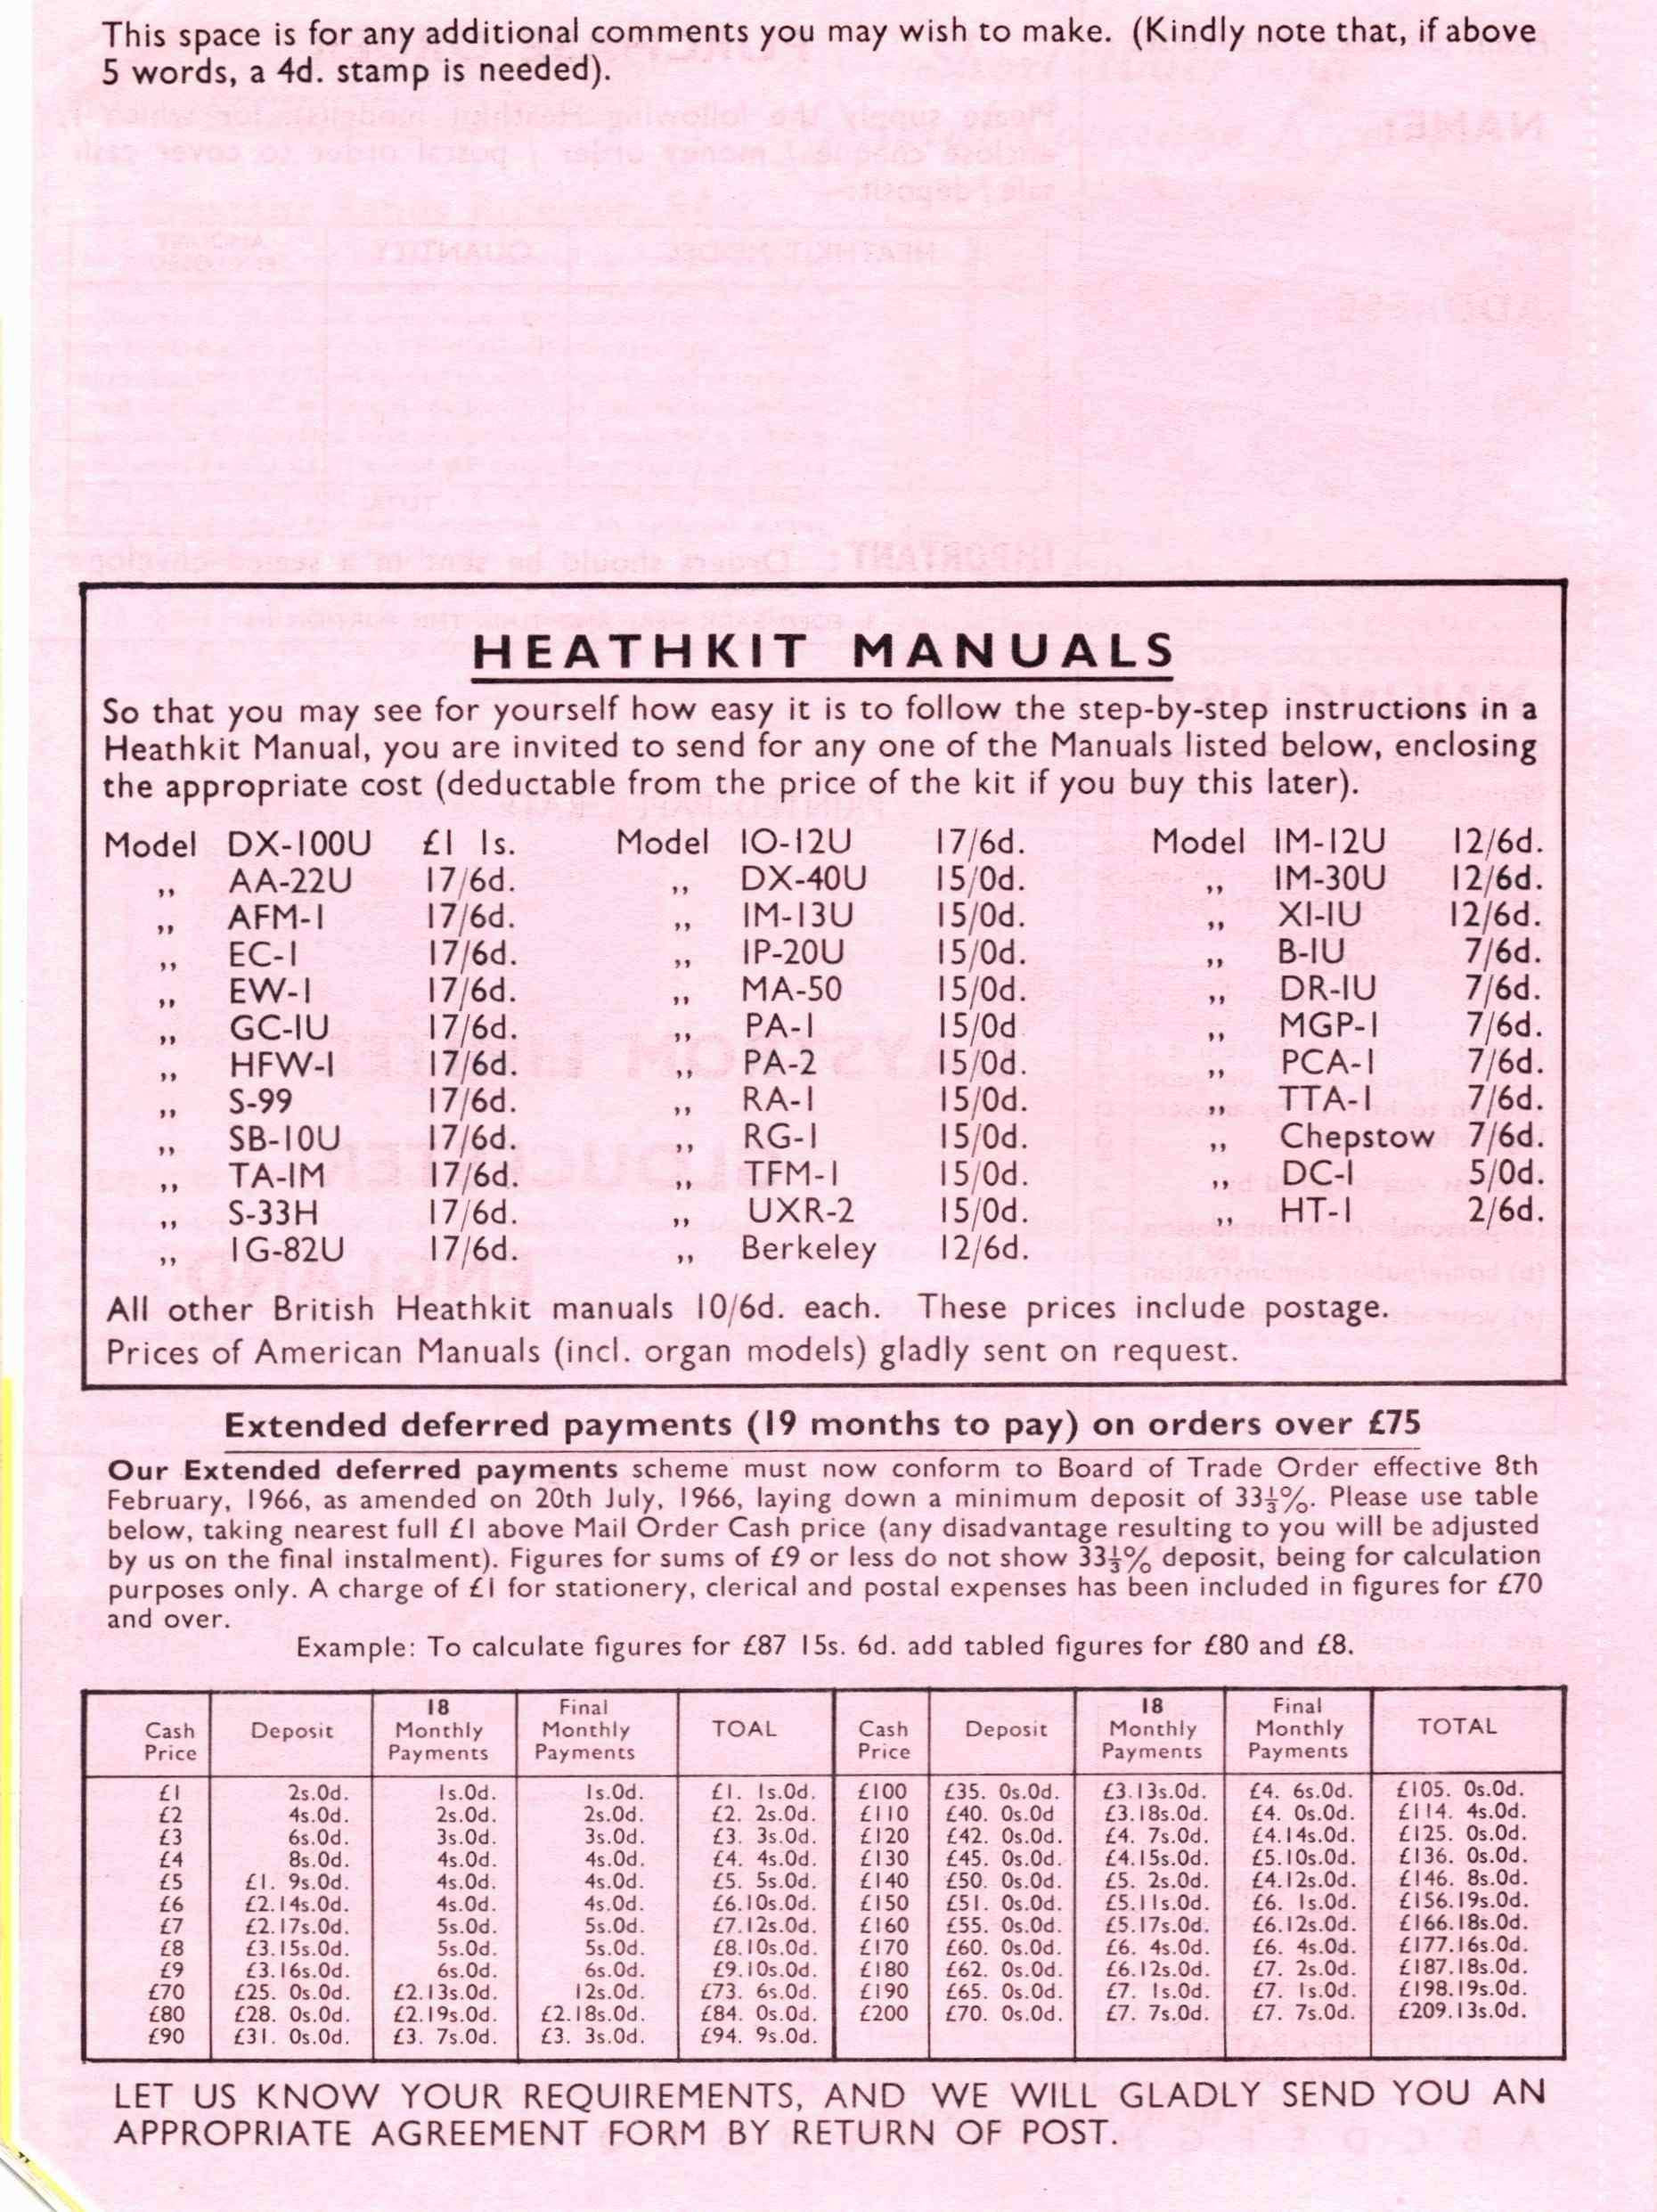 This space is for any additional comments you may wish to make. (Kindly note that, if above
5 words, a 4d. stamp is needed).
HEATHKIT MANUALS
So that you may see for yourself how easy it is to follow the step-by-step instructions in a
Heathkit Manual, you are invited to send for any one of the Manuals listed below, enclosing
the appropriate cost (deductable from the price of the kit if you buy this later).
Model DX-100U £1 1s. Model IO-12U 17/6d. Model IM-12U 12/6d.
,, AA-22U 17/6d. ,, DX-40U 15/0d. ,, IM-30U 12/6d.
,, AFM-1 17/6d. ,, IM-13U 15/0d. ,, XI-IU 12/6d.
,, EC-1 17/6d. ,, IP-20U 15/0d. ,, B-IU 7/6d.
,, EW-1 17/6d. ,, MA-50 15/0d. ,, DR-IU 7/6d.
,, GC-IU 17/6d. ,, PA-1 15/0d ,, MGP-1 7/6d.
,, HFW-1 17/6d. ,, PA-2 15/0d. ,, PCA-1 7/6d.
,, S-99 17/6d. ,, RA-1 15/0d. ,, TTA-1 7/6d.
,, SB-10U 17/6d. ,, RG-1 15/0d. ,, Chepstow 7/6d.
,, TA-IM 17/6d. ,, TFM-1 15/0d. ,, DC-1 5/0d.
,, S-33H 17/6d. ,, UXR-2 15/0d. ,, HT-1 2/6d.
,, IG-82U 17/6d. ,, Berkeley 12/6d.
All other British Heathkit manuals 10/6d. each. These prices include postage.
Prices of American Manuals (incl. organ models) gladly sent on request.
Extended deferred payments (19 months to pay) on orders over £75
Our Extended deferred payments scheme must now conform to Board of Trade Order effective 8th
February, 1966, as amended on 20th July, 1966, laying down a minimum deposit of 33⅓%. Please use table
below, taking nearest full £1 above Mail Order Cash price (any disadvantage resulting to you will be adjusted
by us on the final instalment). Figures for sums of £9 or less do not show 33⅓% deposit, being for calculation
purposes only. A charge of £1 for stationery, clerical and postal expenses has been included in figures for £70
and over.
Example: To calculate figures for £87 15s. 6d. add tabled figures for £80 and £8.
Cash Price Deposit 18 Monthly Payments Final Monthly Payments TOAL Cash Price Deposit 18 Monthly Payments Final Monthly Payments TOTAL
£1 2s.0d. 1s.0d. 1s.0d. £1. 1s.0d. £100 £35. 0s.0d. £3.13s.0d. £4. 6s.0d. £105. 0s.0d.
£2 4s.0d. 2s.0d. 2s.0d. £2. 2s.0d. £110 £40. 0s.0d £3.18s.0d. £4. 0s.0d. £114. 4s.0d.
£3 6s.0d. 3s.0d. 3s.0d. £3. 3s.0d. £120 £42. 0s.0d. £4. 7s.0d. £4.14s.0d. £125. 0s.0d.
£4 8s.0d. 4s.0d. 4s.0d. £4. 4s.0d. £130 £45. 0s.0d. £4.15s.0d. £5.10s.0d. £136. 0s.0d.
£5 £1. 9s.0d. 4s.0d. 4s.0d. £5. 5s.0d. £140 £50. 0s.0d. £5. 2s.0d. £4.12s.0d. £146. 8s.0d.
£6 £2.14s.0d. 4s.0d. 4s.0d. £6.10s.0d. £150 £51. 0s.0d. £5.11s.0d. £6. 1s.0d. £156.19s.0d.
£7 £2.17s.0d. 5s.0d. 5s.0d. £7.12s.0d. £160 £55. 0s.0d. £5.17s.0d. £6.12s.0d. £166.18s.0d.
£8 £3.15s.0d. 5s.0d. 5s.0d. £8.10s.0d. £170 £60. 0s.0d. £6. 4s.0d. £6. 4s.0d. £177.16s.0d.
£9 £3.16s.0d. 6s.0d. 6s.0d. £9.10s.0d. £180 £62. 0s.0d. £6.12s.0d. £7. 2s.0d. £187.18s.0d.
£70 £25. 0s.0d. £2.13s.0d. 12s.0d. £73. 6s.0d. £190 £65. 0s.0d. £7. 1s.0d. £7. 1s.0d. £198.19s.0d.
£80 £28. 0s.0d. £2.19s.0d. £2.18s.0d. £84. 0s.0d. £200 £70. 0s.0d. £7. 7s.0d. £7. 7s.0d. £209.13s.0d.
£90 £31. 0s.0d. £3. 7s.0d. £3. 3s.0d. £94. 9s.0d.
LET US KNOW YOUR REQUIREMENTS, AND WE WILL GLADLY SEND YOU AN
APPROPRIATE AGREEMENT FORM BY RETURN OF POST.